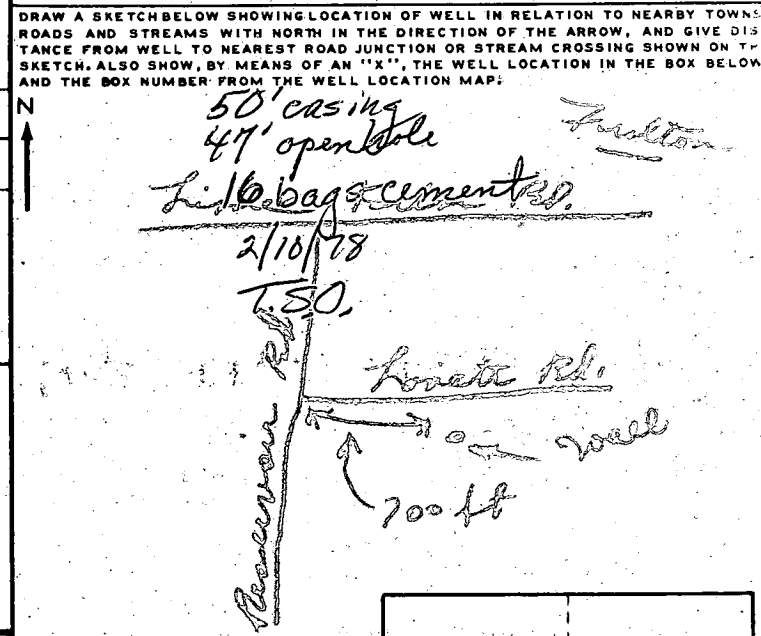 DRAW A SKETCH BELOW SHOWING LOCATION OF WELL IN RELATION TO NEARBY TOWNS
ROADS AND STREAMS WITH NORTH IN THE DIRECTION OF THE ARROW, AND GIVE DIS
TANCE FROM WELL TO NEAREST ROAD JUNCTION OR STREAM CROSSING SHOWN ON TH
SKETCH. ALSO SHOW, BY MEANS OF AN "X", THE WELL LOCATION IN THE BOX BELOW
AND THE BOX NUMBER FROM THE WELL LOCATION MAP.
N
50' casing
47' open hole
Fulton
16 bags cement
Rd.
2/10/78
T.S.O.
Reservoir Rd
Lovett Rd.
well
700 ft